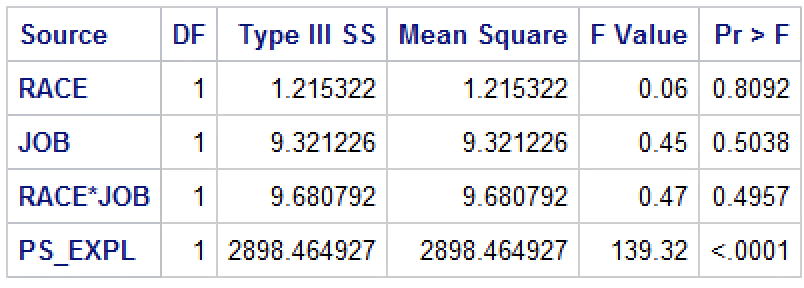 Source DF Type III SS Mean Square F Value Pr > F
RACE 1 1.215322 1.215322 0.06 0.8092
JOB 1 9.321226 9.321226 0.45 0.5038
RACE*JOB 1 9.680792 9.680792 0.47 0.4957
PS_EXPL 1 2898.464927 2898.464927 139.32 <.0001